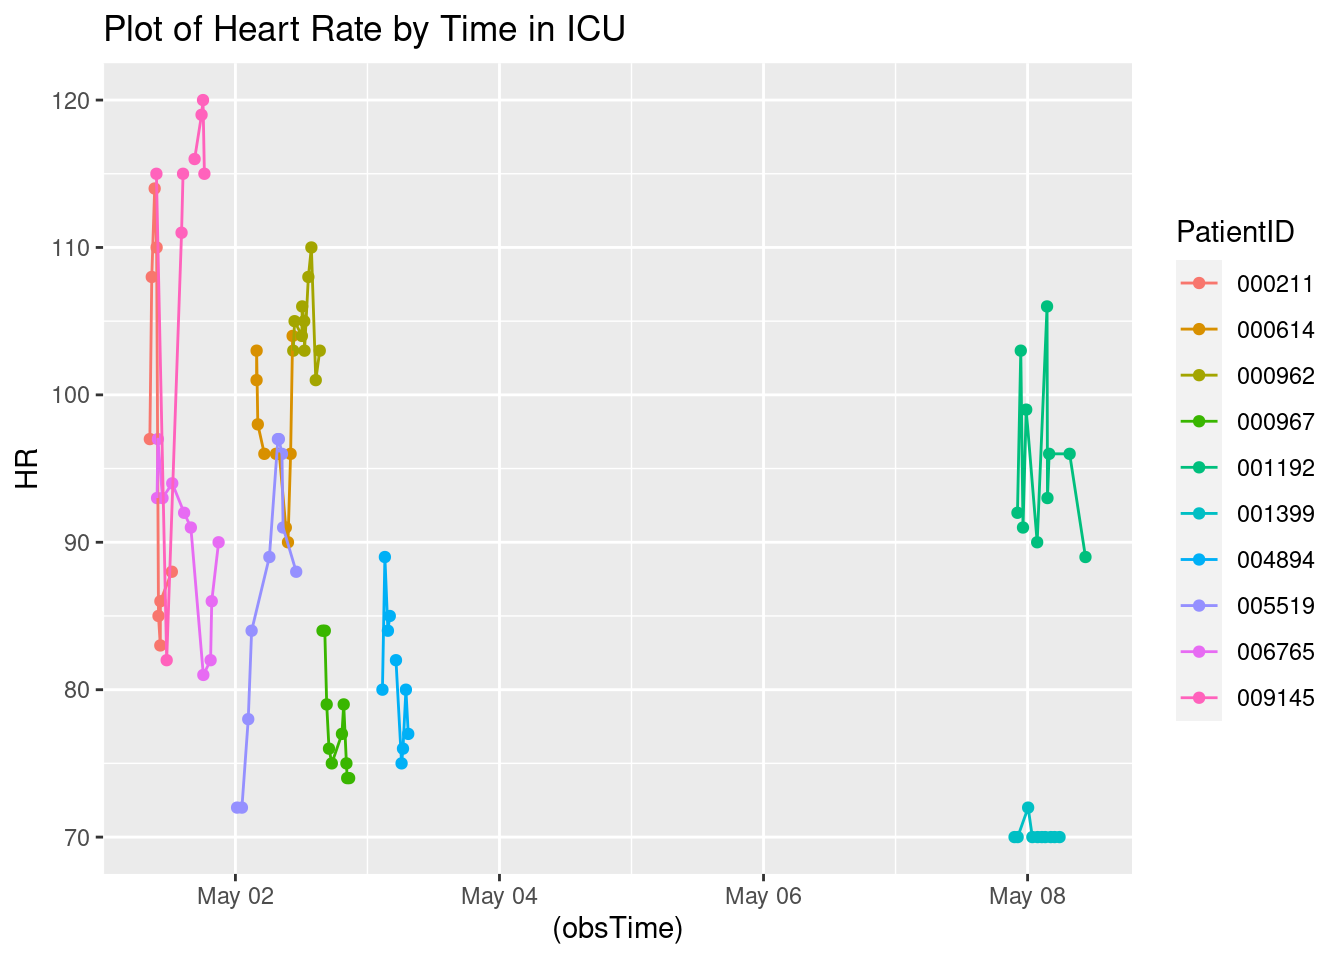 Plot of Heart Rate by Time in ICU
120
110
100
90
80
70
HR
May 02
May 04
May 06
May 08
(obsTime)
PatientID
000211
000614
000962
000967
001192
001399
004894
005519
006765
009145